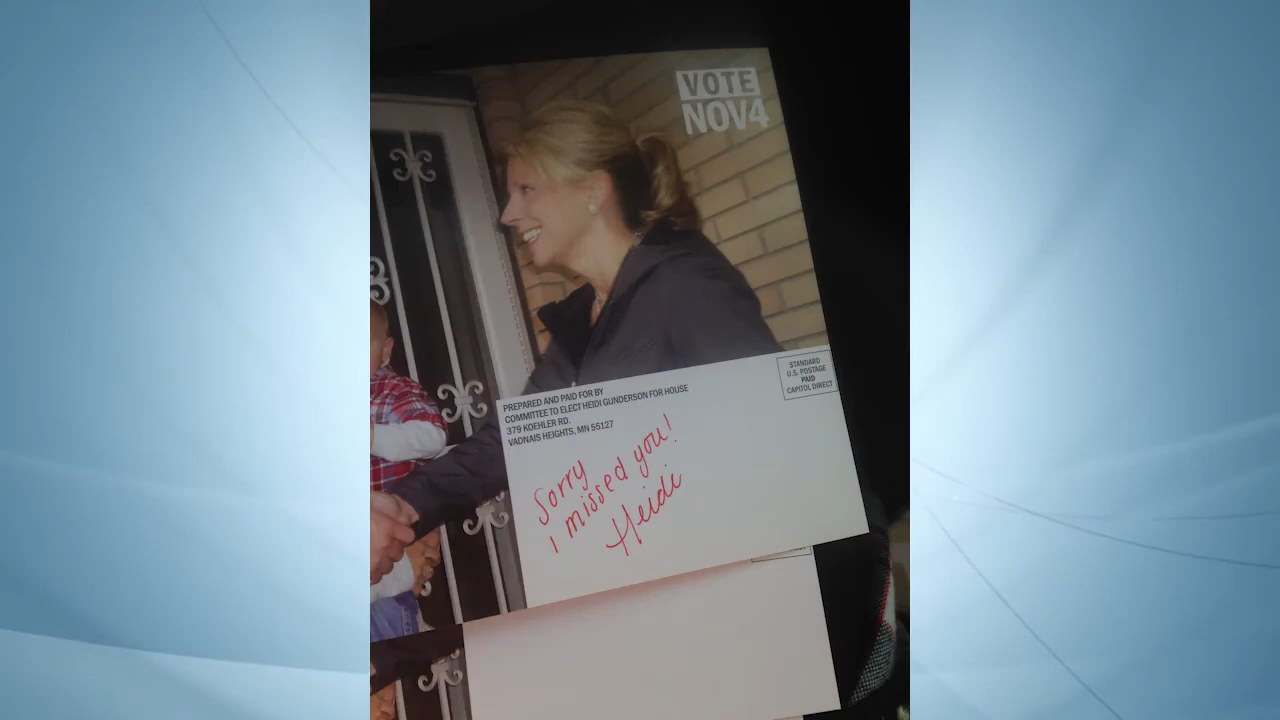 VOTE
NOV4
PREPARED AND PAID FOR BY
COMMITTEE TO ELECT HEIDI GUNDERSON FOR HOUSE
379 KOEHLER RD.
VADNAIS HEIGHTS, MN 55127
STANDARD
U.S. POSTAGE
PAID
CAPITOL DIRECT
Sorry
I missed you!
Heidi